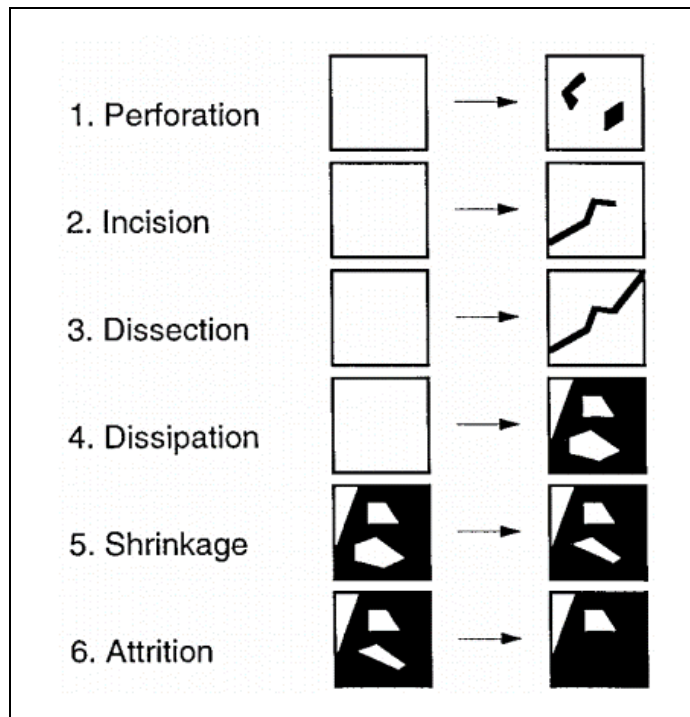 1. Perforation
2. Incision
3. Dissection
4. Dissipation
5. Shrinkage
6. Attrition